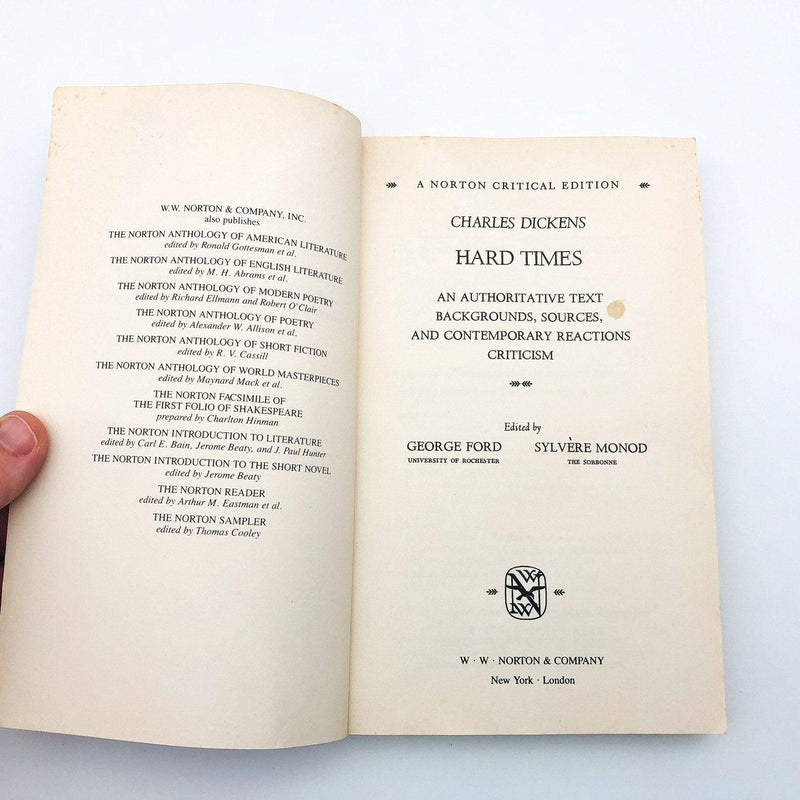 W.W. NORTON & COMPANY, INC.
also publishes
THE NORTON ANTHOLOGY OF AMERICAN LITERATURE
edited by Ronald Gottesman et al.
THE NORTON ANTHOLOGY OF ENGLISH LITERATURE
edited by M. H. Abrams et al.
THE NORTON ANTHOLOGY OF MODERN POETRY
edited by Richard Ellmann and Robert O'Clair
THE NORTON ANTHOLOGY OF POETRY
edited by Alexander W. Allison et al.
THE NORTON ANTHOLOGY OF SHORT FICTION
edited by R. V. Cassill
THE NORTON ANTHOLOGY OF WORLD MASTERPIECES
edited by Maynard Mack et al.
THE NORTON FACSIMILE OF
THE FIRST FOLIO OF SHAKESPEARE
prepared by Charlton Hinman
THE NORTON INTRODUCTION TO LITERATURE
edited by Carl E. Bain, Jerome Beaty, and J. Paul Hunter
THE NORTON INTRODUCTION TO THE SHORT NOVEL
edited by Jerome Beaty
THE NORTON READER
edited by Arthur M. Eastman et al.
THE NORTON SAMPLER
edited by Thomas Cooley
A NORTON CRITICAL EDITION
CHARLES DICKENS
HARD TIMES
AN AUTHORITATIVE TEXT
BACKGROUNDS, SOURCES,
AND CONTEMPORARY REACTIONS
CRITICISM
Edited by
GEORGE FORD SYLVÈRE MONOD
UNIVERSITY OF ROCHESTER THE SORBONNE
WW
NW
W · W · NORTON & COMPANY
New York · London